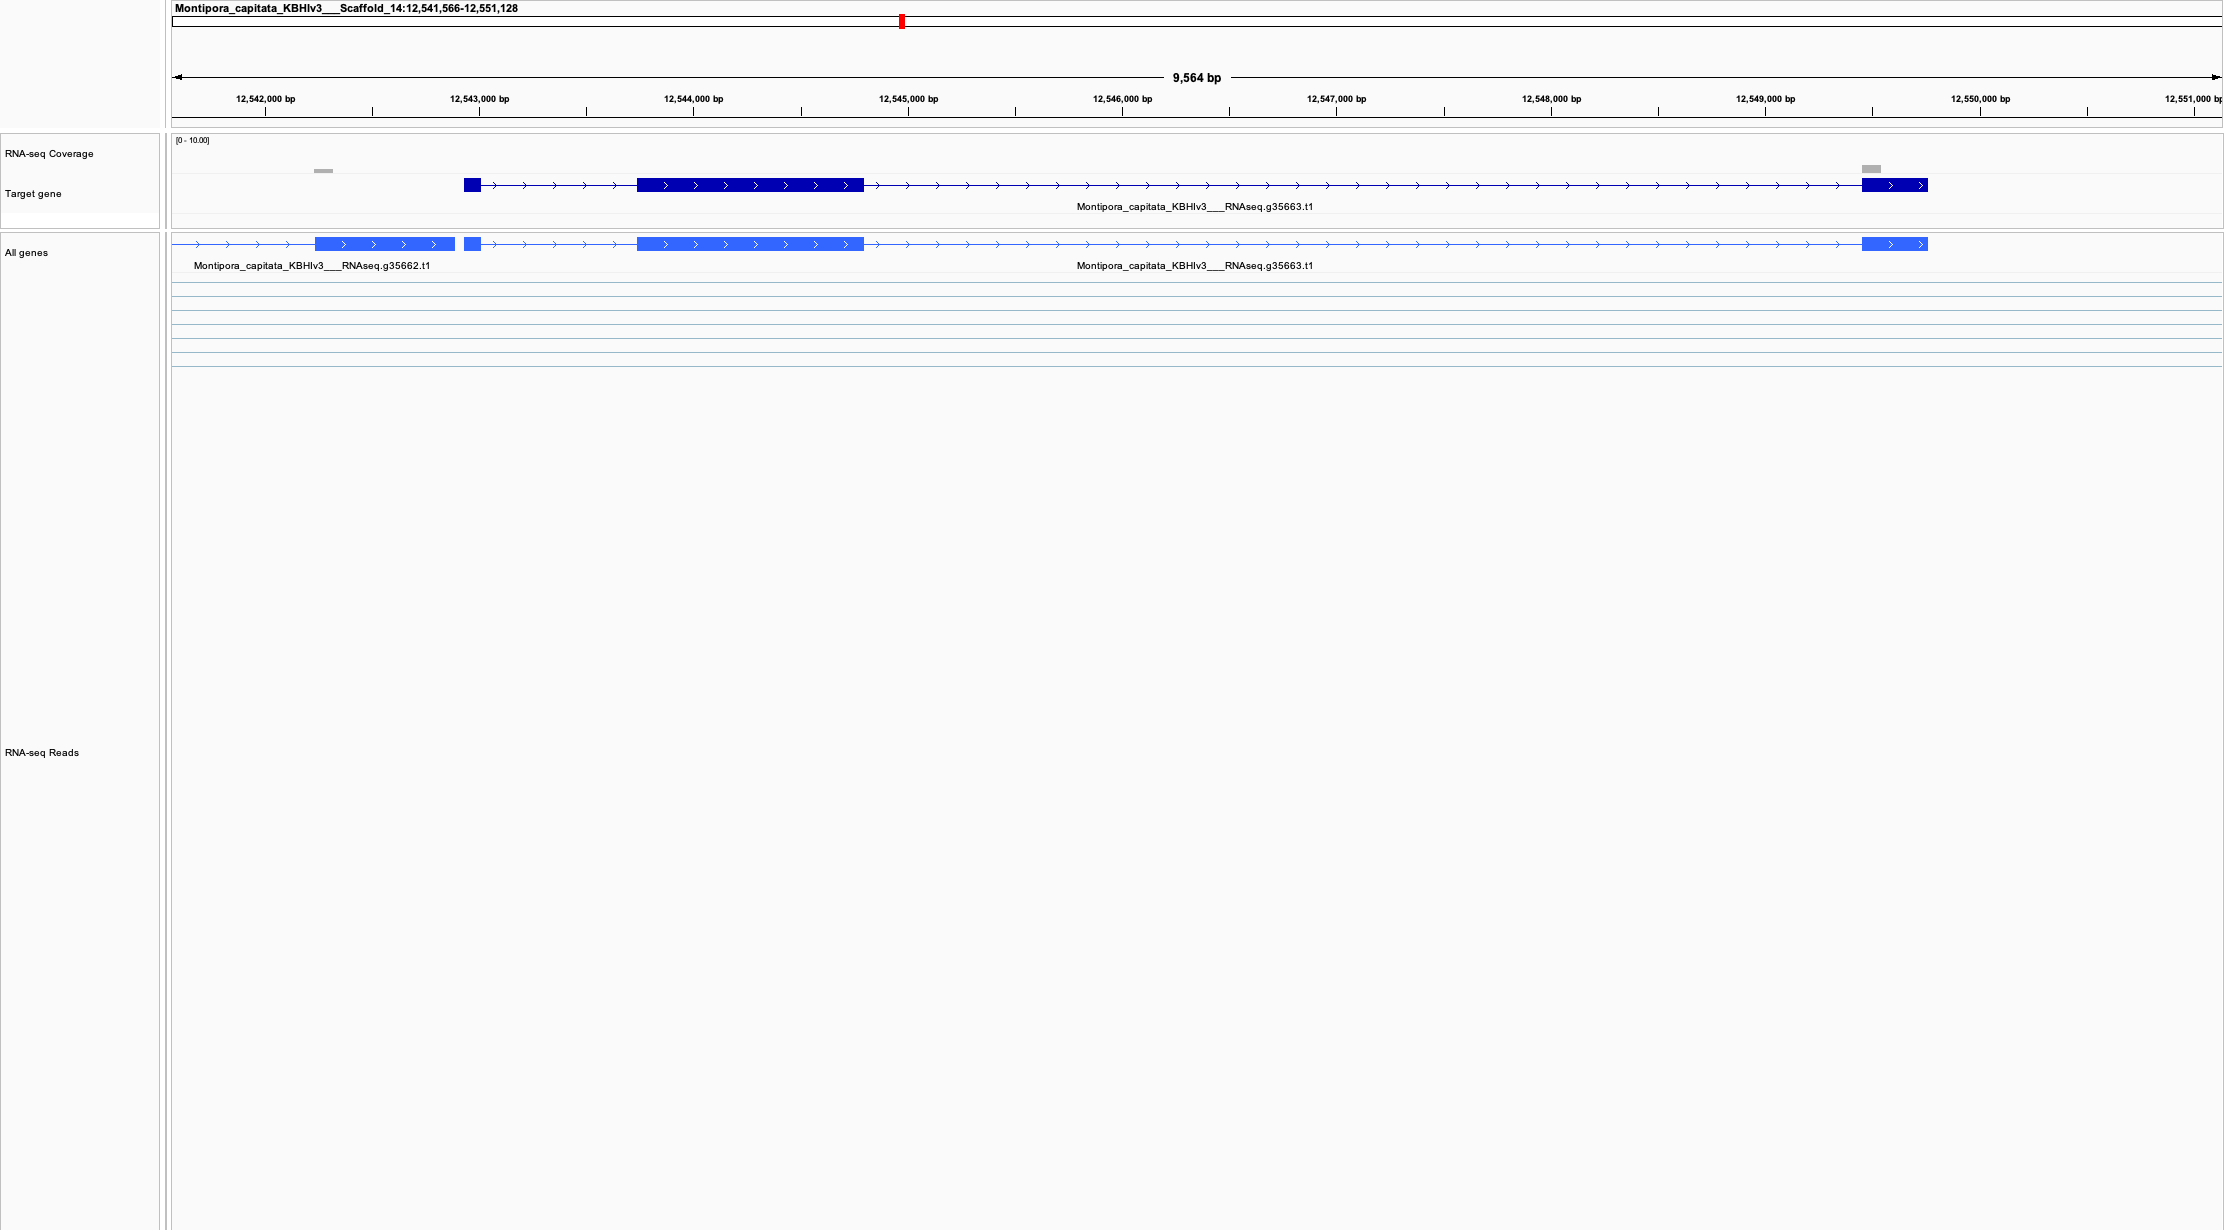 Montipora_capitata_KBHIv3___Scaffold_14:12,541,566-12,551,128
9,564 bp
12,542,000 bp 12,543,000 bp 12,544,000 bp 12,545,000 bp 12,546,000 bp 12,547,000 bp 12,548,000 bp 12,549,000 bp 12,550,000 bp 12,551,000 bp
[0 - 10.00]
RNA-seq Coverage
Target gene
Montipora_capitata_KBHIv3___RNAseq.g35663.t1
All genes
Montipora_capitata_KBHIv3___RNAseq.g35662.t1 Montipora_capitata_KBHIv3___RNAseq.g35663.t1
RNA-seq Reads